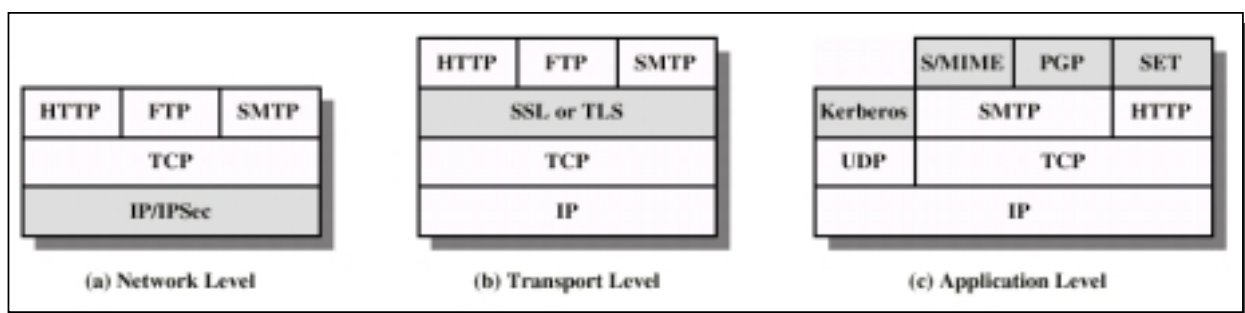 HTTP FTP SMTP
TCP
IP/IPSec
(a) Network Level
HTTP FTP SMTP
SSL or TLS
TCP
IP
(b) Transport Level
S/MIME PGP SET
Kerberos SMTP HTTP
UDP TCP
IP
(c) Application Level